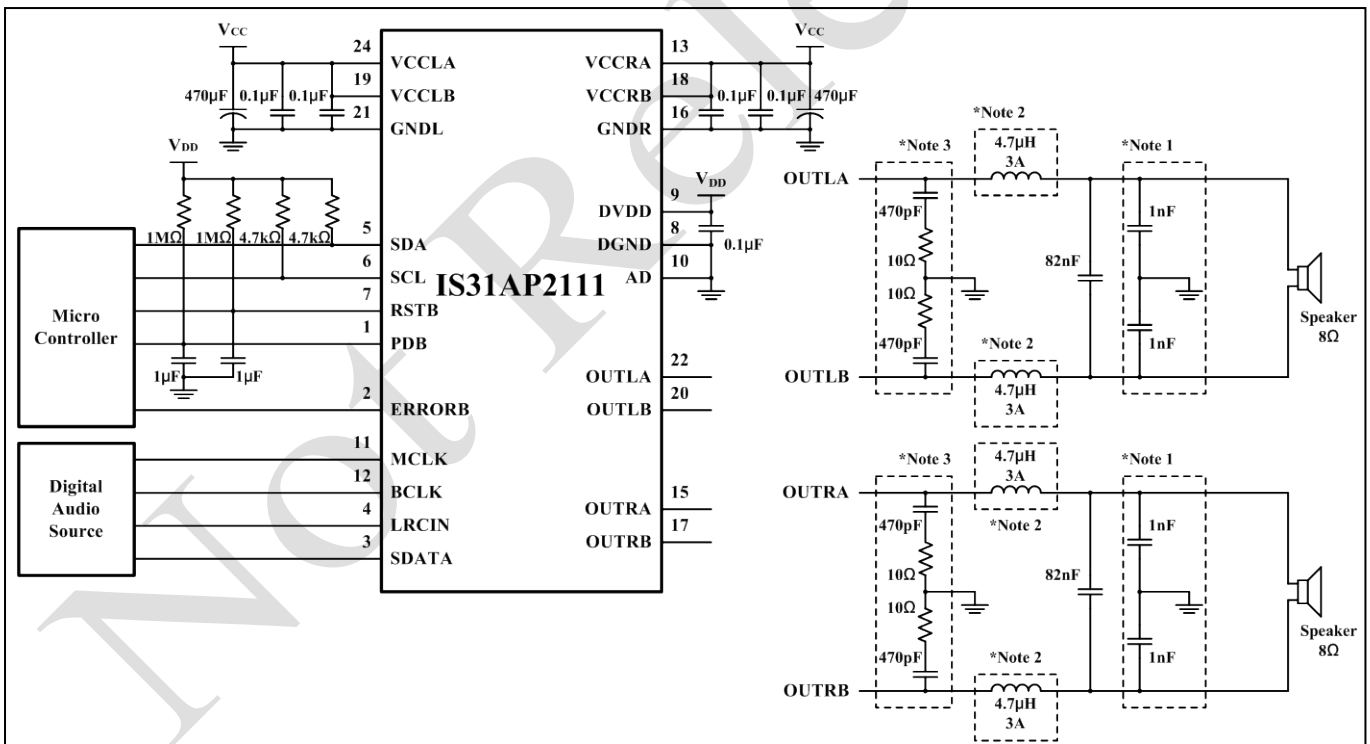 VCC
24
VCCLA
19
VCCLB
470μF 0.1μF 0.1μF
21
GNDL
VCC
13
VCCRA
18
VCCRB
0.1μF 0.1μF 470μF
16
GNDR
VDD
1MΩ 1MΩ 4.7kΩ 4.7kΩ
5
SDA
6
SCL
7
RSTB
1
PDB
1μF 1μF
2
ERRORB
Micro
Controller
IS31AP2111
VDD
9
DVDD
8
DGND
0.1μF
10
AD
22
OUTLA
20
OUTLB
15
OUTRA
17
OUTRB
11
MCLK
12
BCLK
4
LRCIN
3
SDATA
Digital
Audio
Source
*Note 2
*Note 3
4.7μH
3A
*Note 1
OUTLA
470pF
10Ω
10Ω
470pF
82nF
1nF
1nF
Speaker
8Ω
*Note 2
OUTLB
4.7μH
3A
*Note 3
4.7μH
3A
*Note 1
OUTRA
*Note 2
470pF
10Ω
10Ω
470pF
82nF
1nF
1nF
Speaker
8Ω
*Note 2
OUTRB
4.7μH
3A
Not Rele